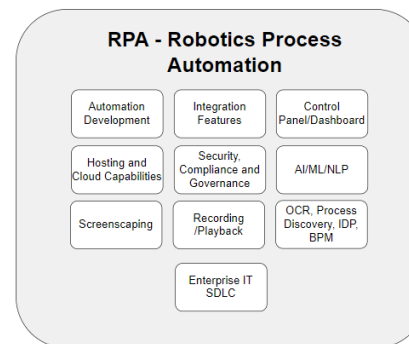 RPA - Robotics Process
Automation
Automation
Development
Integration
Features
Control
Panel/Dashboard
Hosting and
Cloud Capabilities
Security,
Compliance and
Governance
AI/ML/NLP
Screenscaping
Recording
/Playback
OCR, Process
Discovery, IDP,
BPM
Enterprise IT
SDLC